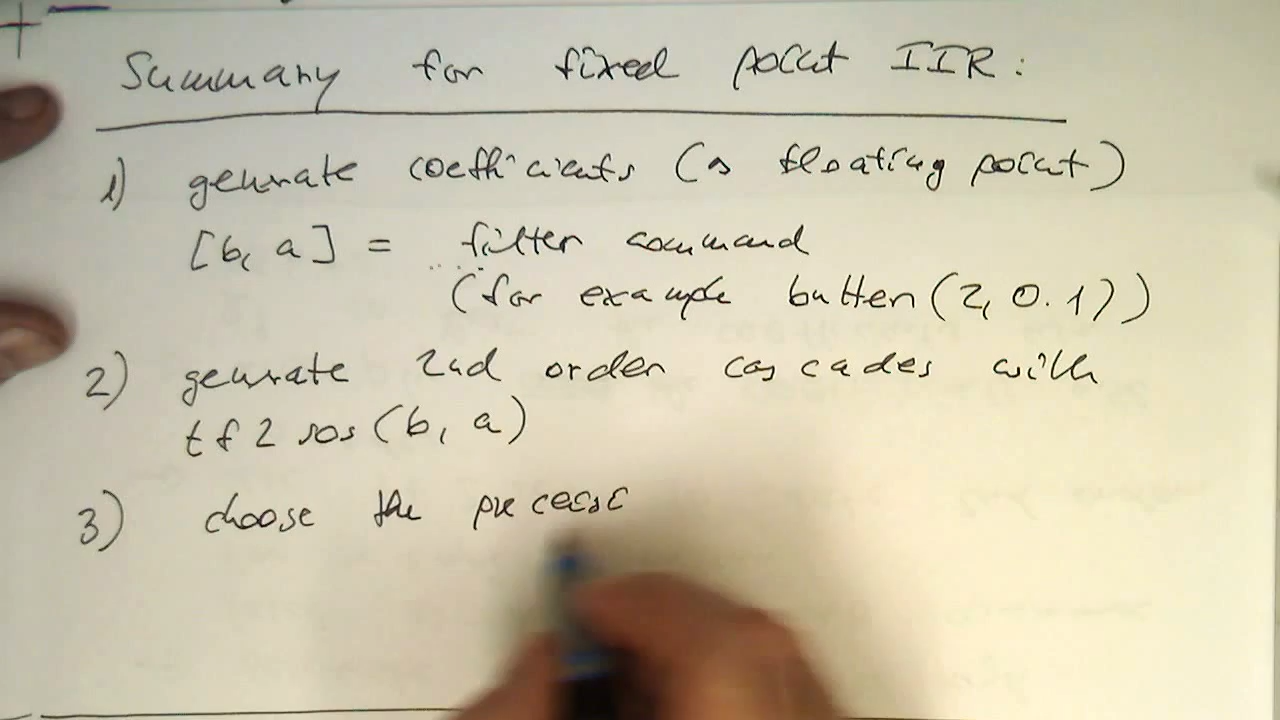 Summary for fixed point IIR:
1) generate coefficients (as floating point)
[b, a] = filter command
(for example butter(2, 0.1))
2) generate 2nd order cascades with
tf2sos(b, a)
3) choose the